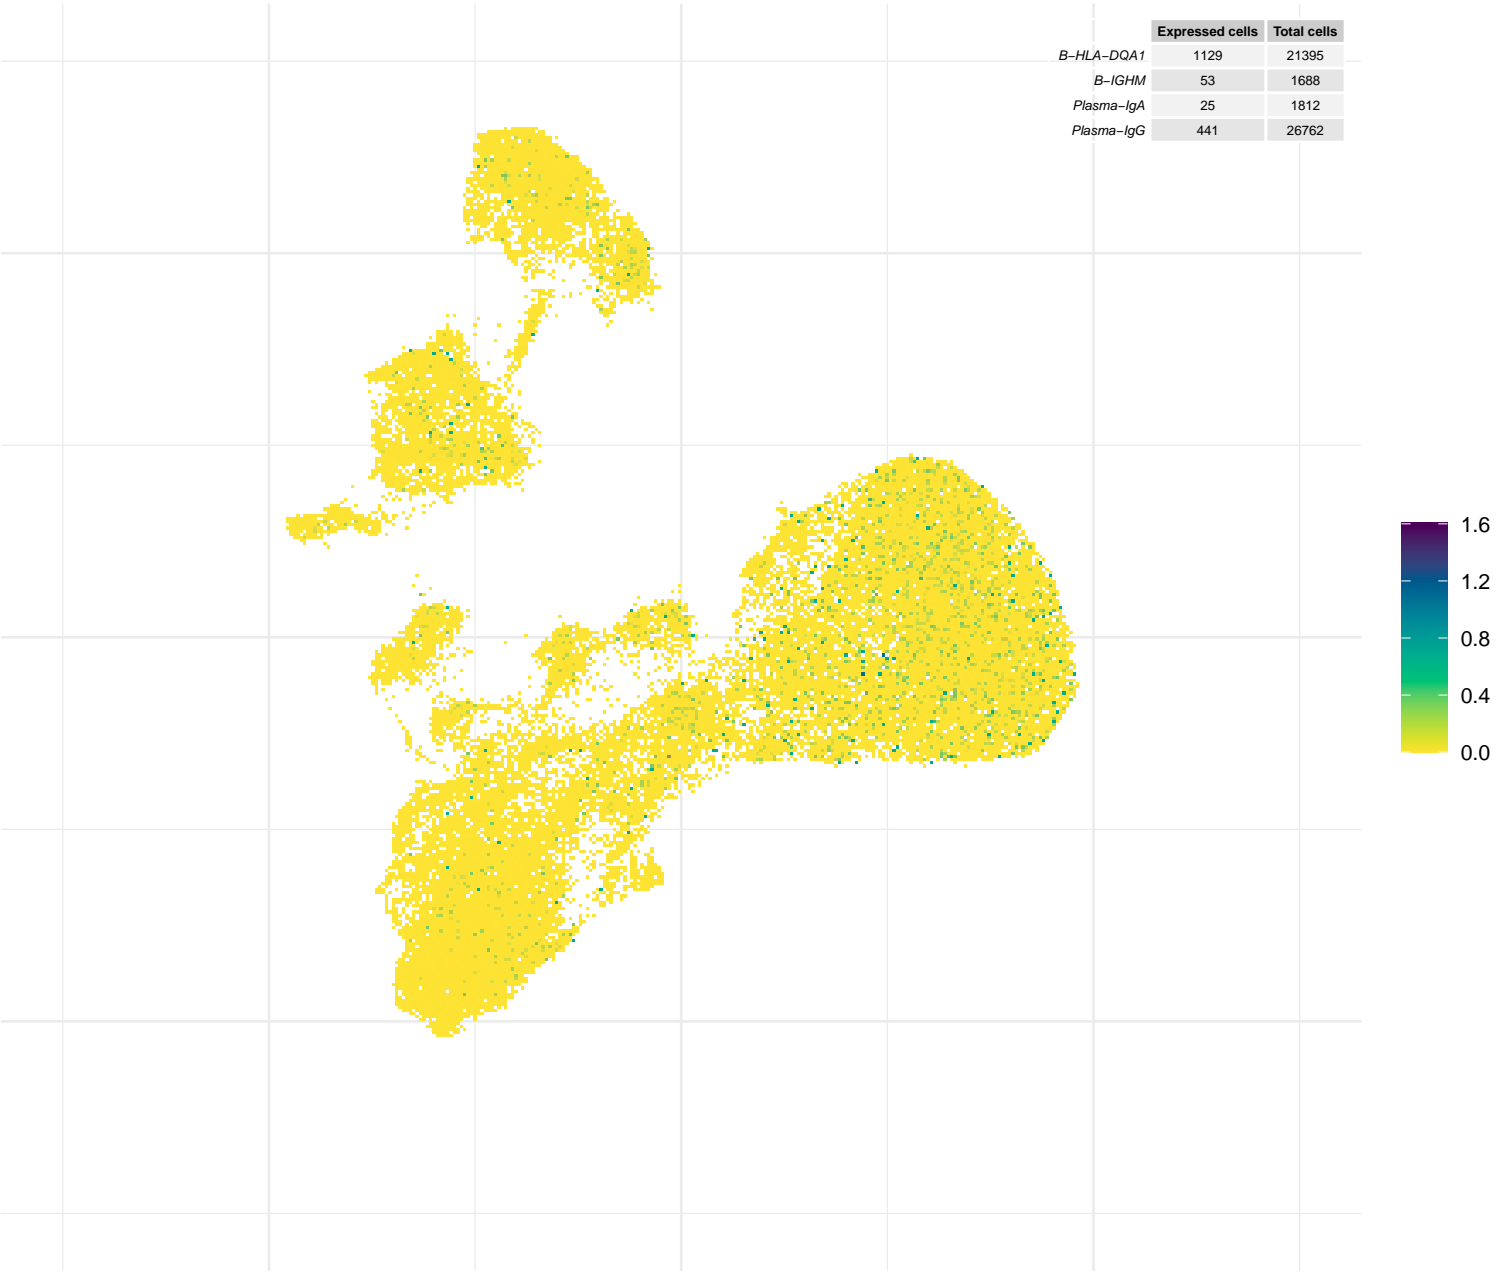 Expressed cells Total cells
B−HLA−DQA1 1129 21395
B−IGHM 53 1688
Plasma−IgA 25 1812
Plasma−IgG 441 26762
1.6
1.2
0.8
0.4
0.0